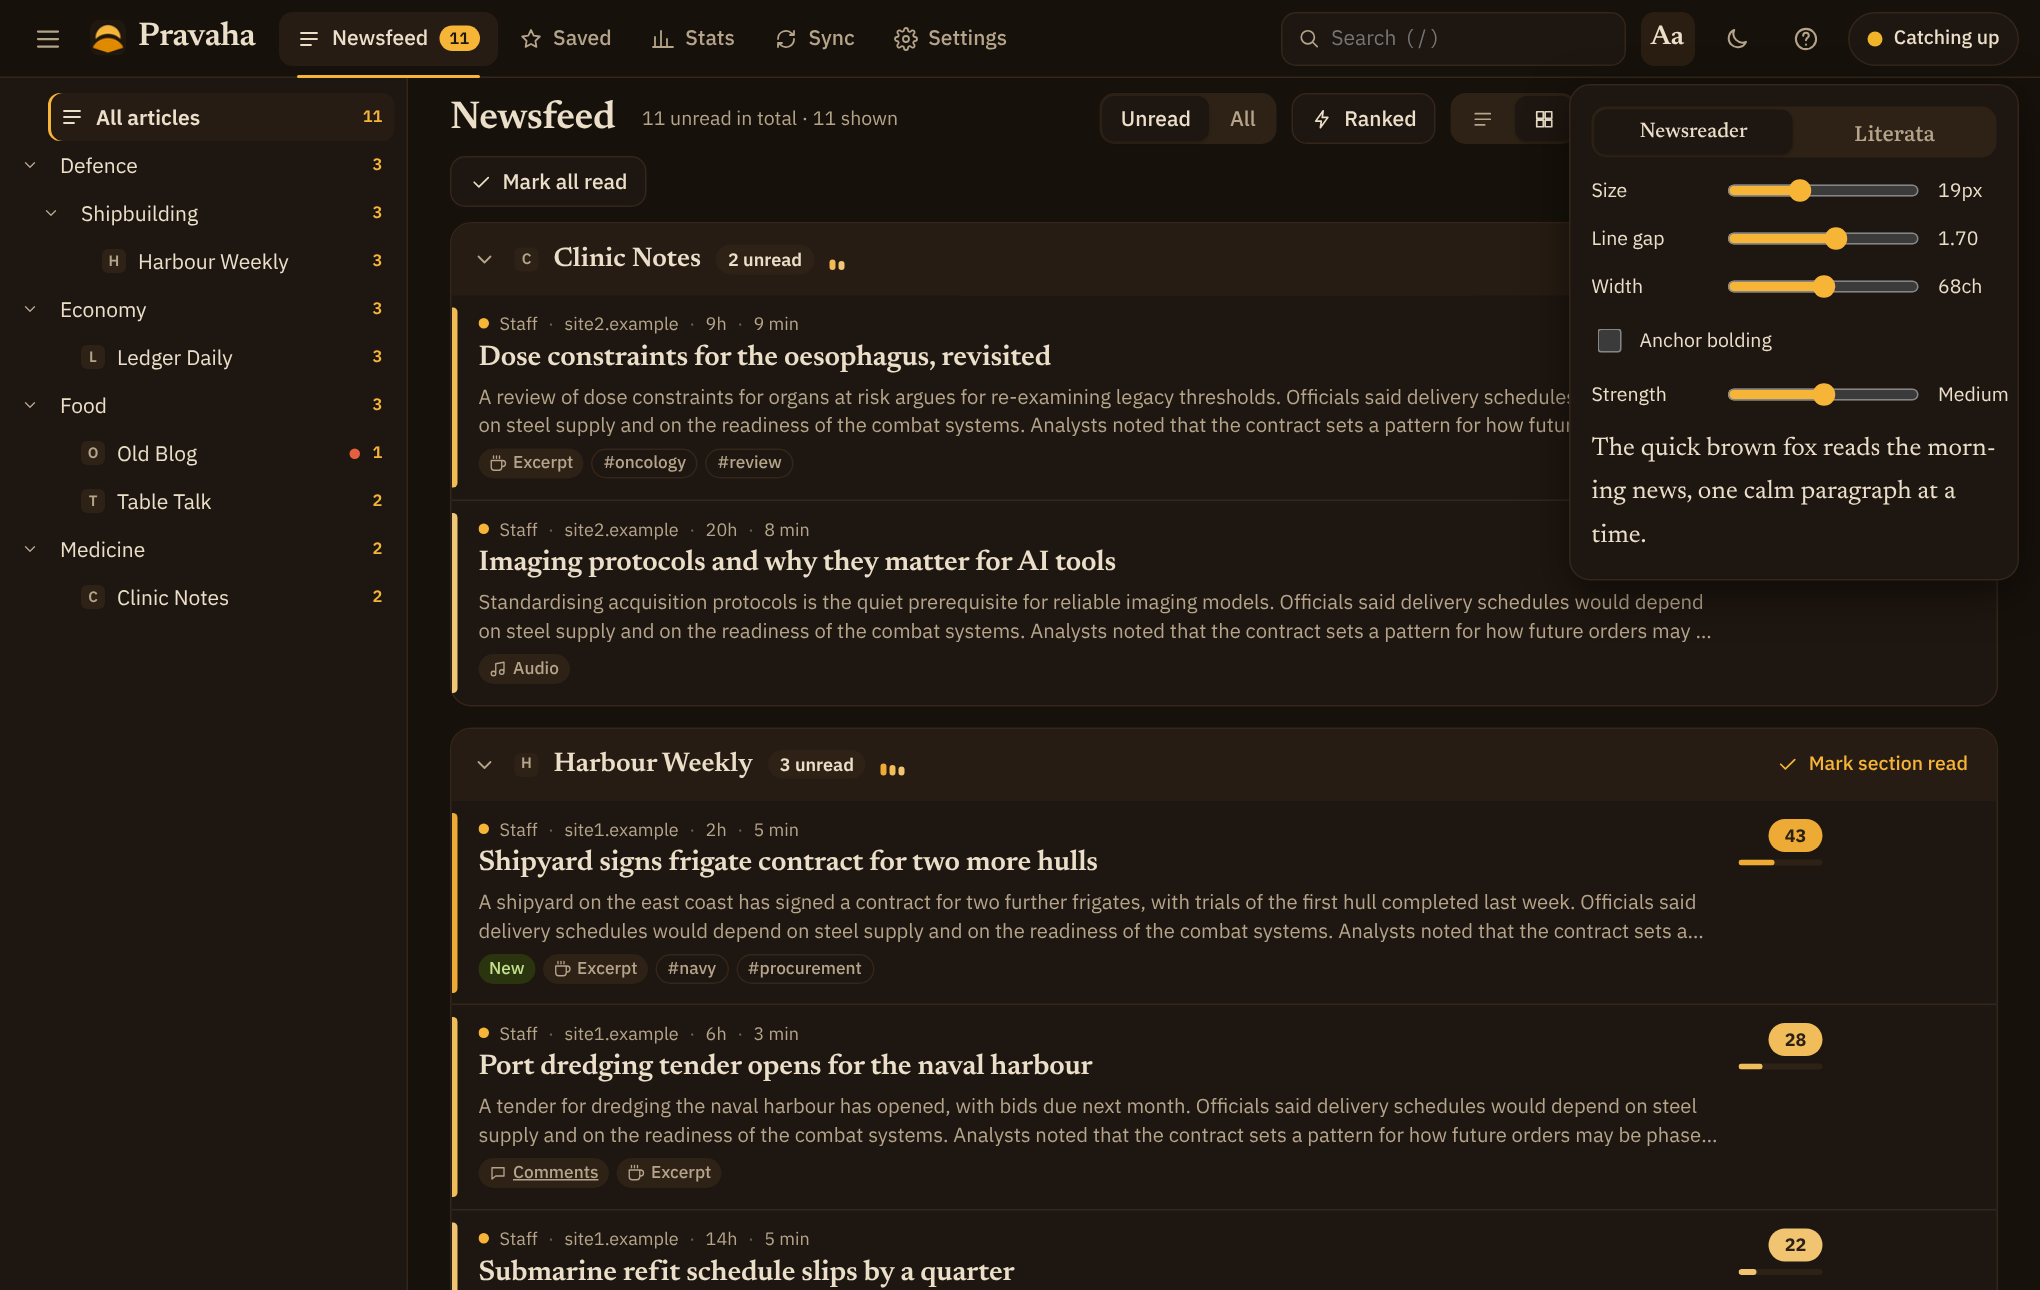 Pravaha
Newsfeed 11
Saved
Stats
Sync
Settings
Search (/)
Aa
Catching up
All articles 11
Defence 3
Shipbuilding 3
H Harbour Weekly 3
Economy 3
L Ledger Daily 3
Food 3
O Old Blog 1
T Table Talk 2
Medicine 2
C Clinic Notes 2
Newsfeed
11 unread in total · 11 shown
Unread All
Ranked
Mark all read
C Clinic Notes 2 unread
Staff · site2.example · 9h · 9 min
Dose constraints for the oesophagus, revisited
A review of dose constraints for organs at risk argues for re-examining legacy thresholds. Officials said delivery schedules
on steel supply and on the readiness of the combat systems. Analysts noted that the contract sets a pattern for how futur
Excerpt #oncology #review
Staff · site2.example · 20h · 8 min
Imaging protocols and why they matter for AI tools
Standardising acquisition protocols is the quiet prerequisite for reliable imaging models. Officials said delivery schedules would depend
on steel supply and on the readiness of the combat systems. Analysts noted that the contract sets a pattern for how future orders may ...
Audio
H Harbour Weekly 3 unread
Mark section read
Staff · site1.example · 2h · 5 min
43
Shipyard signs frigate contract for two more hulls
A shipyard on the east coast has signed a contract for two further frigates, with trials of the first hull completed last week. Officials said
delivery schedules would depend on steel supply and on the readiness of the combat systems. Analysts noted that the contract sets a...
New Excerpt #navy #procurement
Staff · site1.example · 6h · 3 min
28
Port dredging tender opens for the naval harbour
A tender for dredging the naval harbour has opened, with bids due next month. Officials said delivery schedules would depend on steel
supply and on the readiness of the combat systems. Analysts noted that the contract sets a pattern for how future orders may be phase...
Comments Excerpt
Staff · site1.example · 14h · 5 min
22
Submarine refit schedule slips by a quarter
Newsreader Literata
Size 19px
Line gap 1.70
Width 68ch
Anchor bolding
Strength Medium
The quick brown fox reads the morn-
ing news, one calm paragraph at a
time.